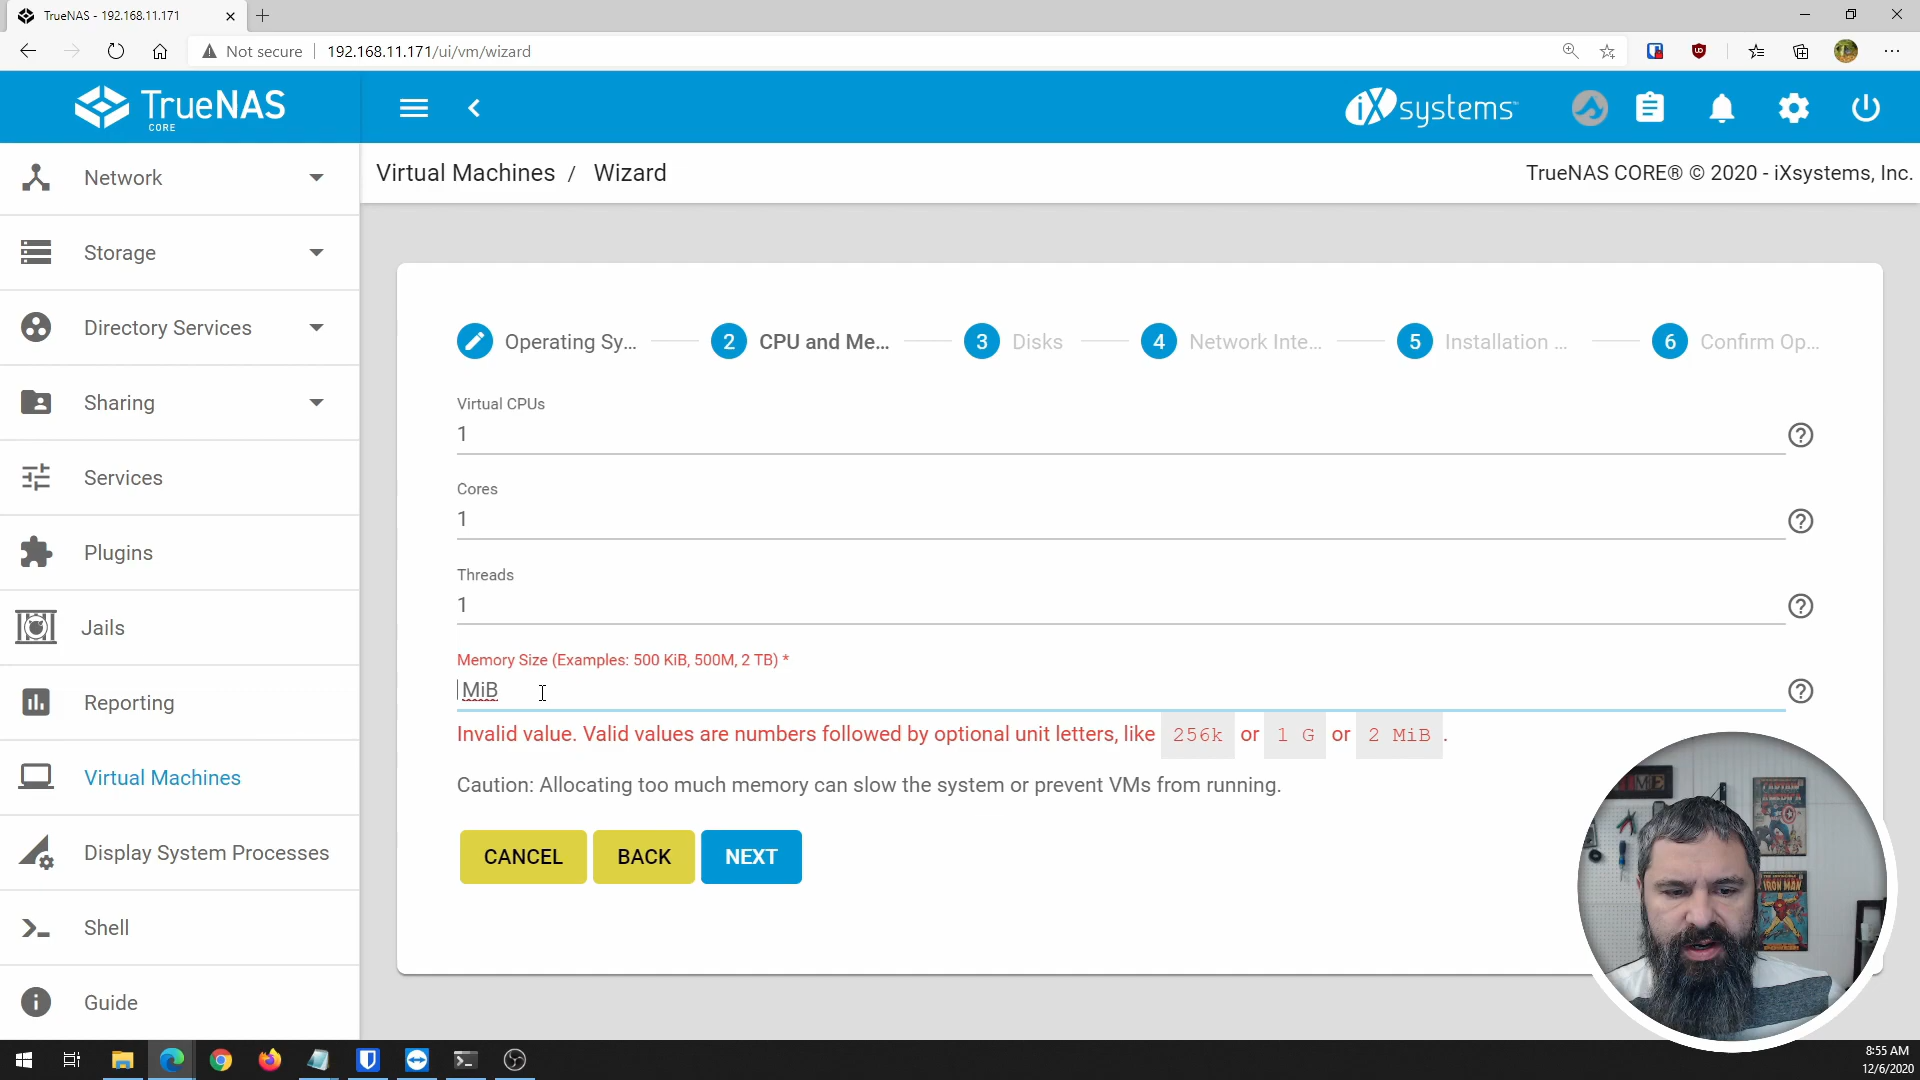 TrueNAS - 192.168.11.171
Not secure
192.168.11.171/ui/vm/wizard
TrueNAS
CORE
iXsystems
Virtual Machines / Wizard
TrueNAS CORE® © 2020 - iXsystems, Inc.
Network
Storage
Directory Services
Sharing
Services
Plugins
Jails
Reporting
Virtual Machines
Display System Processes
Shell
Guide
Operating Sy...
2 CPU and Me...
3 Disks
4 Network Inte...
5 Installation ...
6 Confirm Op...
Virtual CPUs
1
Cores
1
Threads
1
Memory Size (Examples: 500 KiB, 500M, 2 TB) *
MiB
Invalid value. Valid values are numbers followed by optional unit letters, like 256k or 1 G or 2 MiB .
Caution: Allocating too much memory can slow the system or prevent VMs from running.
CANCEL
BACK
NEXT
CAPTAIN
IRON MAN
8:55 AM
12/6/2020